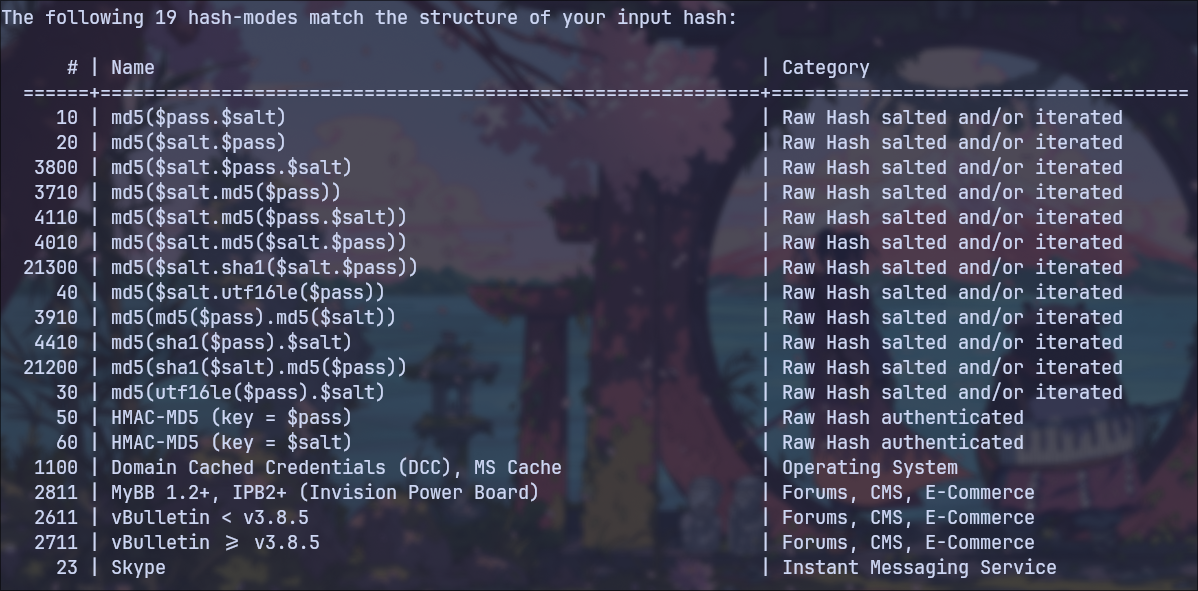 The following 19 hash-modes match the structure of your input hash:
# | Name | Category
======+============================================================+======================================
10 | md5($pass.$salt) | Raw Hash salted and/or iterated
20 | md5($salt.$pass) | Raw Hash salted and/or iterated
3800 | md5($salt.$pass.$salt) | Raw Hash salted and/or iterated
3710 | md5($salt.md5($pass)) | Raw Hash salted and/or iterated
4110 | md5($salt.md5($pass.$salt)) | Raw Hash salted and/or iterated
4010 | md5($salt.md5($salt.$pass)) | Raw Hash salted and/or iterated
21300 | md5($salt.sha1($salt.$pass)) | Raw Hash salted and/or iterated
40 | md5($salt.utf16le($pass)) | Raw Hash salted and/or iterated
3910 | md5(md5($pass).md5($salt)) | Raw Hash salted and/or iterated
4410 | md5(sha1($pass).$salt) | Raw Hash salted and/or iterated
21200 | md5(sha1($salt).md5($pass)) | Raw Hash salted and/or iterated
30 | md5(utf16le($pass).$salt) | Raw Hash salted and/or iterated
50 | HMAC-MD5 (key = $pass) | Raw Hash authenticated
60 | HMAC-MD5 (key = $salt) | Raw Hash authenticated
1100 | Domain Cached Credentials (DCC), MS Cache | Operating System
2811 | MyBB 1.2+, IPB2+ (Invision Power Board) | Forums, CMS, E-Commerce
2611 | vBulletin < v3.8.5 | Forums, CMS, E-Commerce
2711 | vBulletin >= v3.8.5 | Forums, CMS, E-Commerce
23 | Skype | Instant Messaging Service